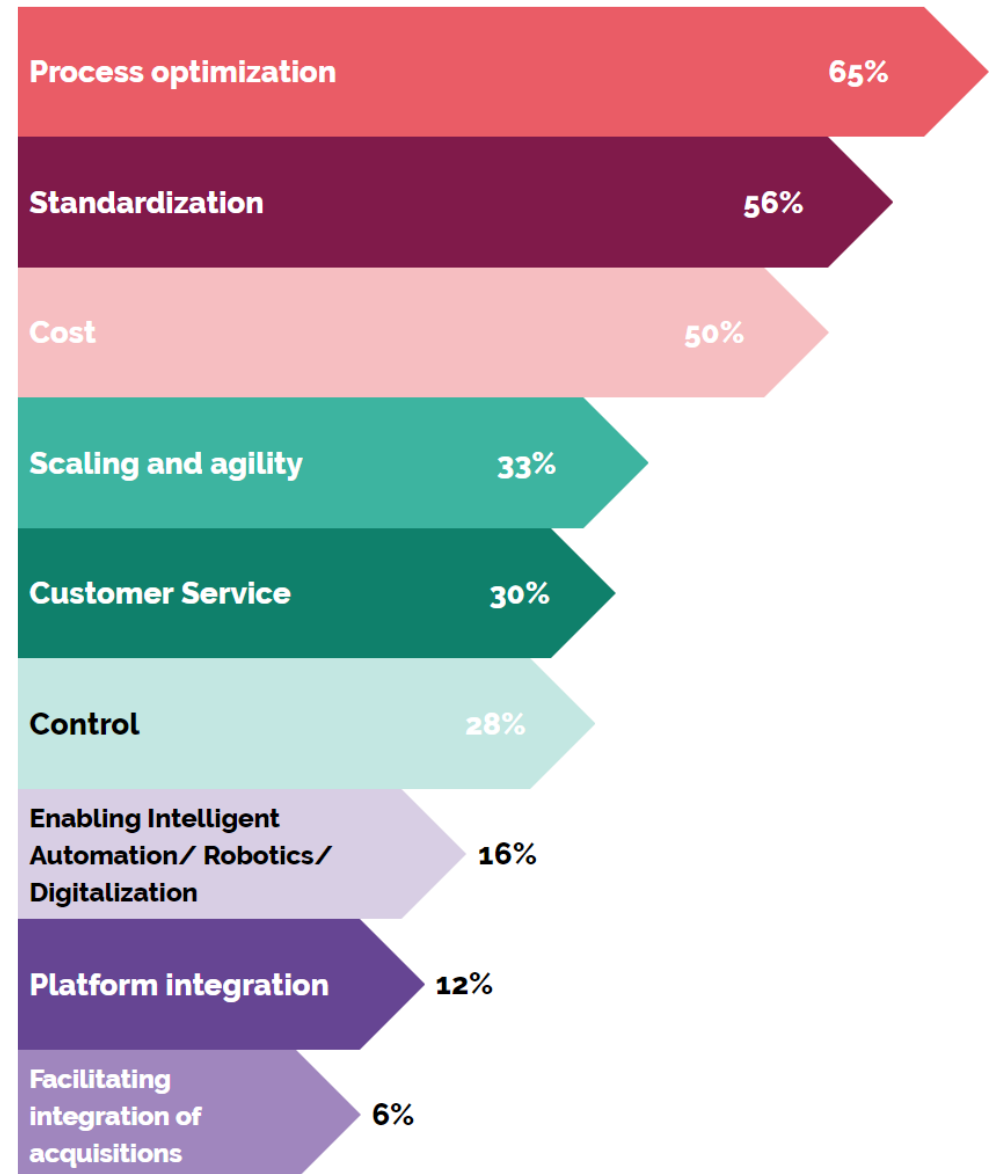 Process optimization 65%
Standardization 56%
Cost 50%
Scaling and agility 33%
Customer Service 30%
Control 28%
Enabling Intelligent
Automation/ Robotics/ 16%
Digitalization
Platform integration 12%
Facilitating
integration of 6%
acquisitions